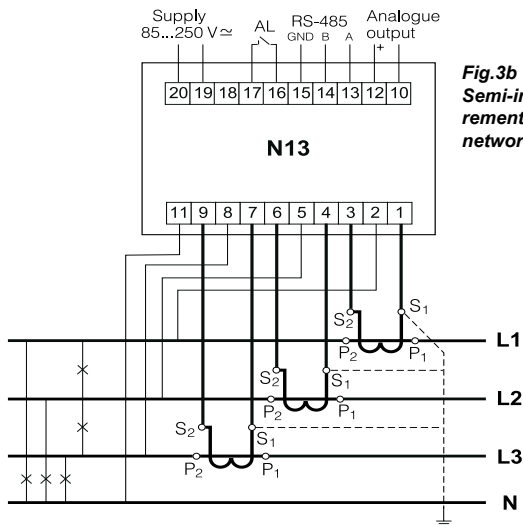 Supply
85...250 V≃
AL
RS-485
GND B A
Analogue
output
+
20 19 18 17 16 15 14 13 12 10
N13
11 9 8 7 6 5 4 3 2 1
Fig.3b
Semi-in
rement
networ
S2 S1
P2 P1
L1
S2 S1
P2 P1
L2
S2 S1
P2 P1
L3
N